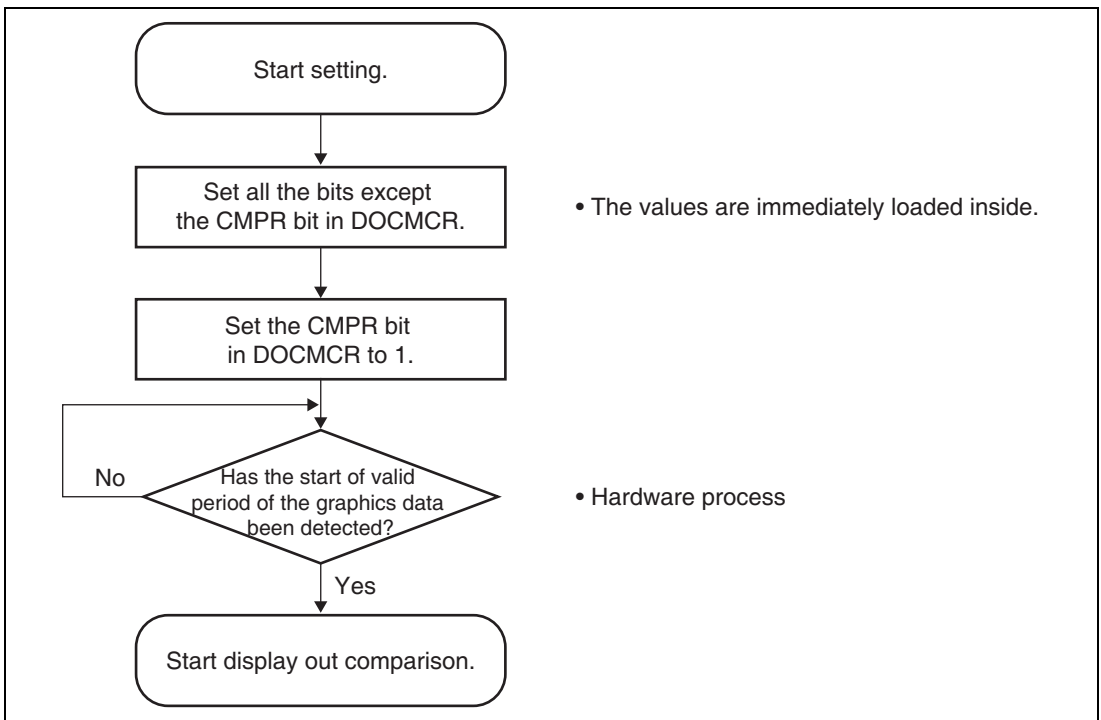 Start setting.
Set all the bits except
the CMPR bit in DOCMCR.
• The values are immediately loaded inside.
Set the CMPR bit
in DOCMCR to 1.
No
Has the start of valid
period of the graphics data
been detected?
• Hardware process
Yes
Start display out comparison.